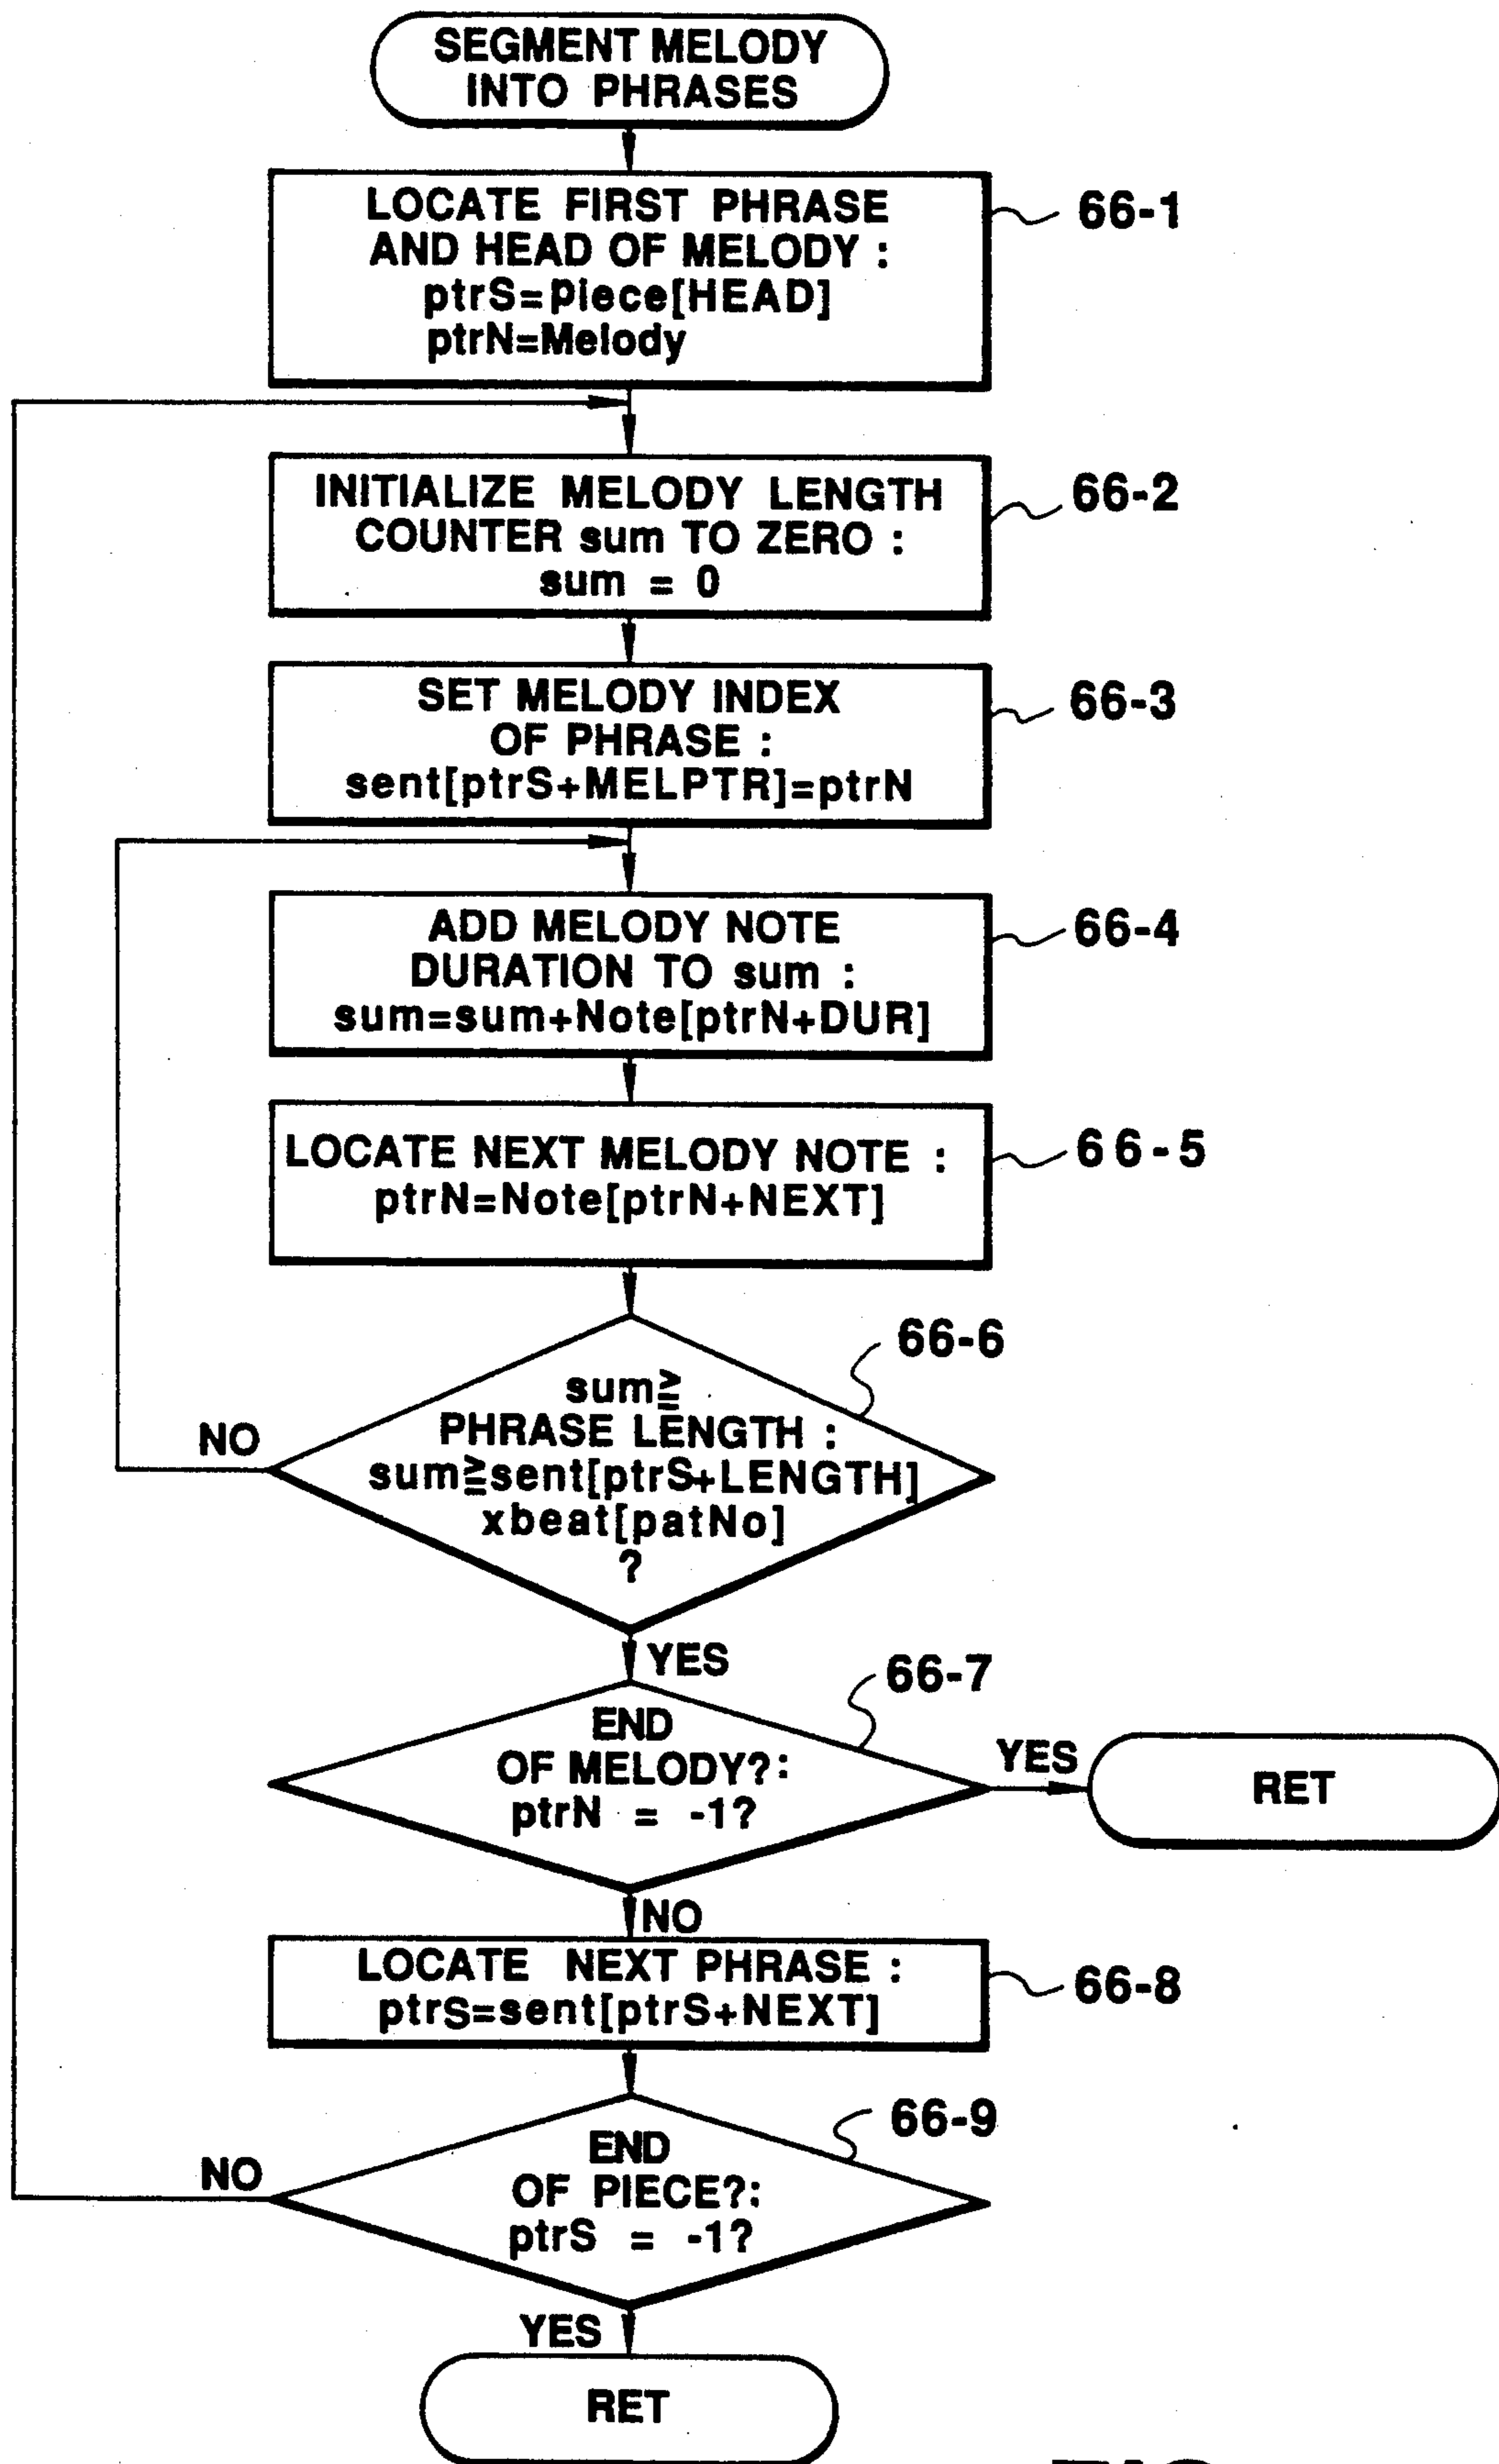 SEGMENT MELODY
INTO PHRASES
LOCATE FIRST PHRASE
AND HEAD OF MELODY :
ptrS=piece[HEAD]
ptrN=Melody
66-1
INITIALIZE MELODY LENGTH
COUNTER sum TO ZERO :
sum = 0
66-2
SET MELODY INDEX
OF PHRASE :
sent[ptrS+MELPTR]=ptrN
66-3
ADD MELODY NOTE
DURATION TO sum :
sum=sum+Note[ptrN+DUR]
66-4
LOCATE NEXT MELODY NOTE :
ptrN=Note[ptrN+NEXT]
66-5
66-6
sum≧
PHRASE LENGTH :
sum≧sent[ptrS+LENGTH]
xbeat[patNo]
?
NO
YES
66-7
END
OF MELODY?:
ptrN = -1?
YES
RET
NO
LOCATE NEXT PHRASE :
ptrS=sent[ptrS+NEXT]
66-8
66-9
END
OF PIECE?:
ptrS = -1?
NO
YES
RET